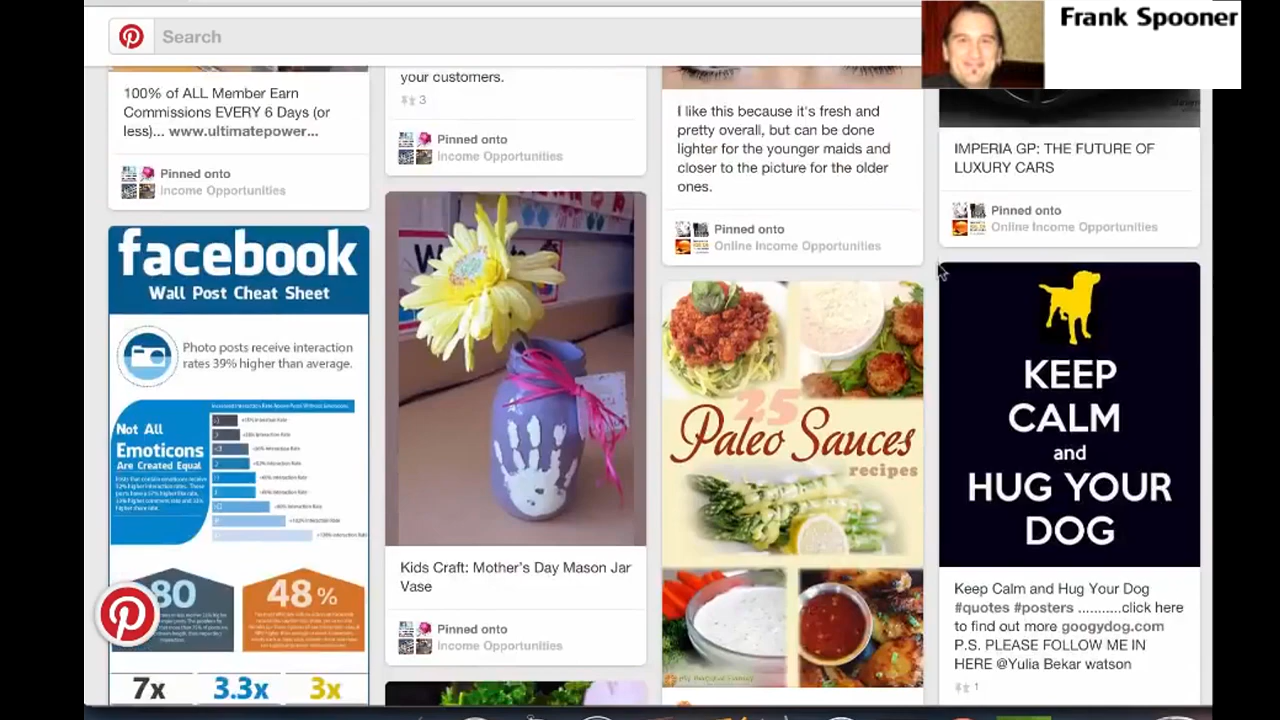 Search
Frank Spooner
100% of ALL Member Earn
Commissions EVERY 6 Days (or
less)... www.ultimatepower...
Pinned onto
Income Opportunities
facebook
Wall Post Cheat Sheet
Photo posts receive interaction
rates 39% higher than average.
Not All
Emoticons
Are Created Equal
80
48%
7x
3.3x
3x
your customers.
3
Pinned onto
Income Opportunities
Kids Craft: Mother's Day Mason Jar
Vase
Pinned onto
Income Opportunities
I like this because it's fresh and
pretty overall, but can be done
lighter for the younger maids and
closer to the picture for the older
ones.
Pinned onto
Online Income Opportunities
25
Paleo Sauces
recipes
IMPERIA GP: THE FUTURE OF
LUXURY CARS
Pinned onto
Online Income Opportunities
KEEP
CALM
and
HUG YOUR
DOG
Keep Calm and Hug Your Dog
#quotes #posters ...........click here
to find out more googydog.com
P.S. PLEASE FOLLOW ME IN
HERE @Yulia Bekar watson
1